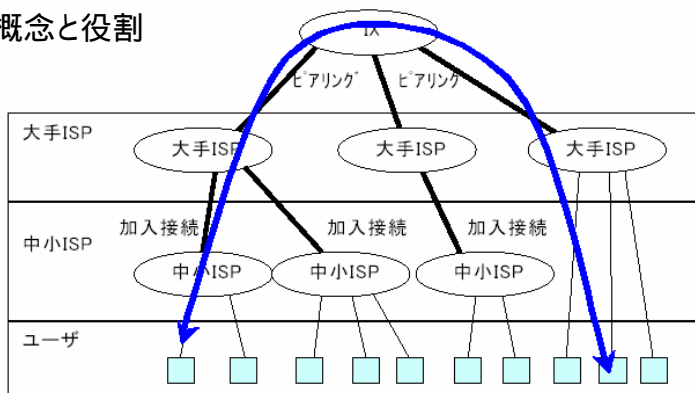 概念と役割
IX
ﾋﾟｱﾘﾝｸﾞ ﾋﾟｱﾘﾝｸﾞ
大手ISP
大手ISP 大手ISP 大手ISP
加入接続 加入接続 加入接続
中小ISP
中小ISP 中小ISP 中小ISP
ユーザ